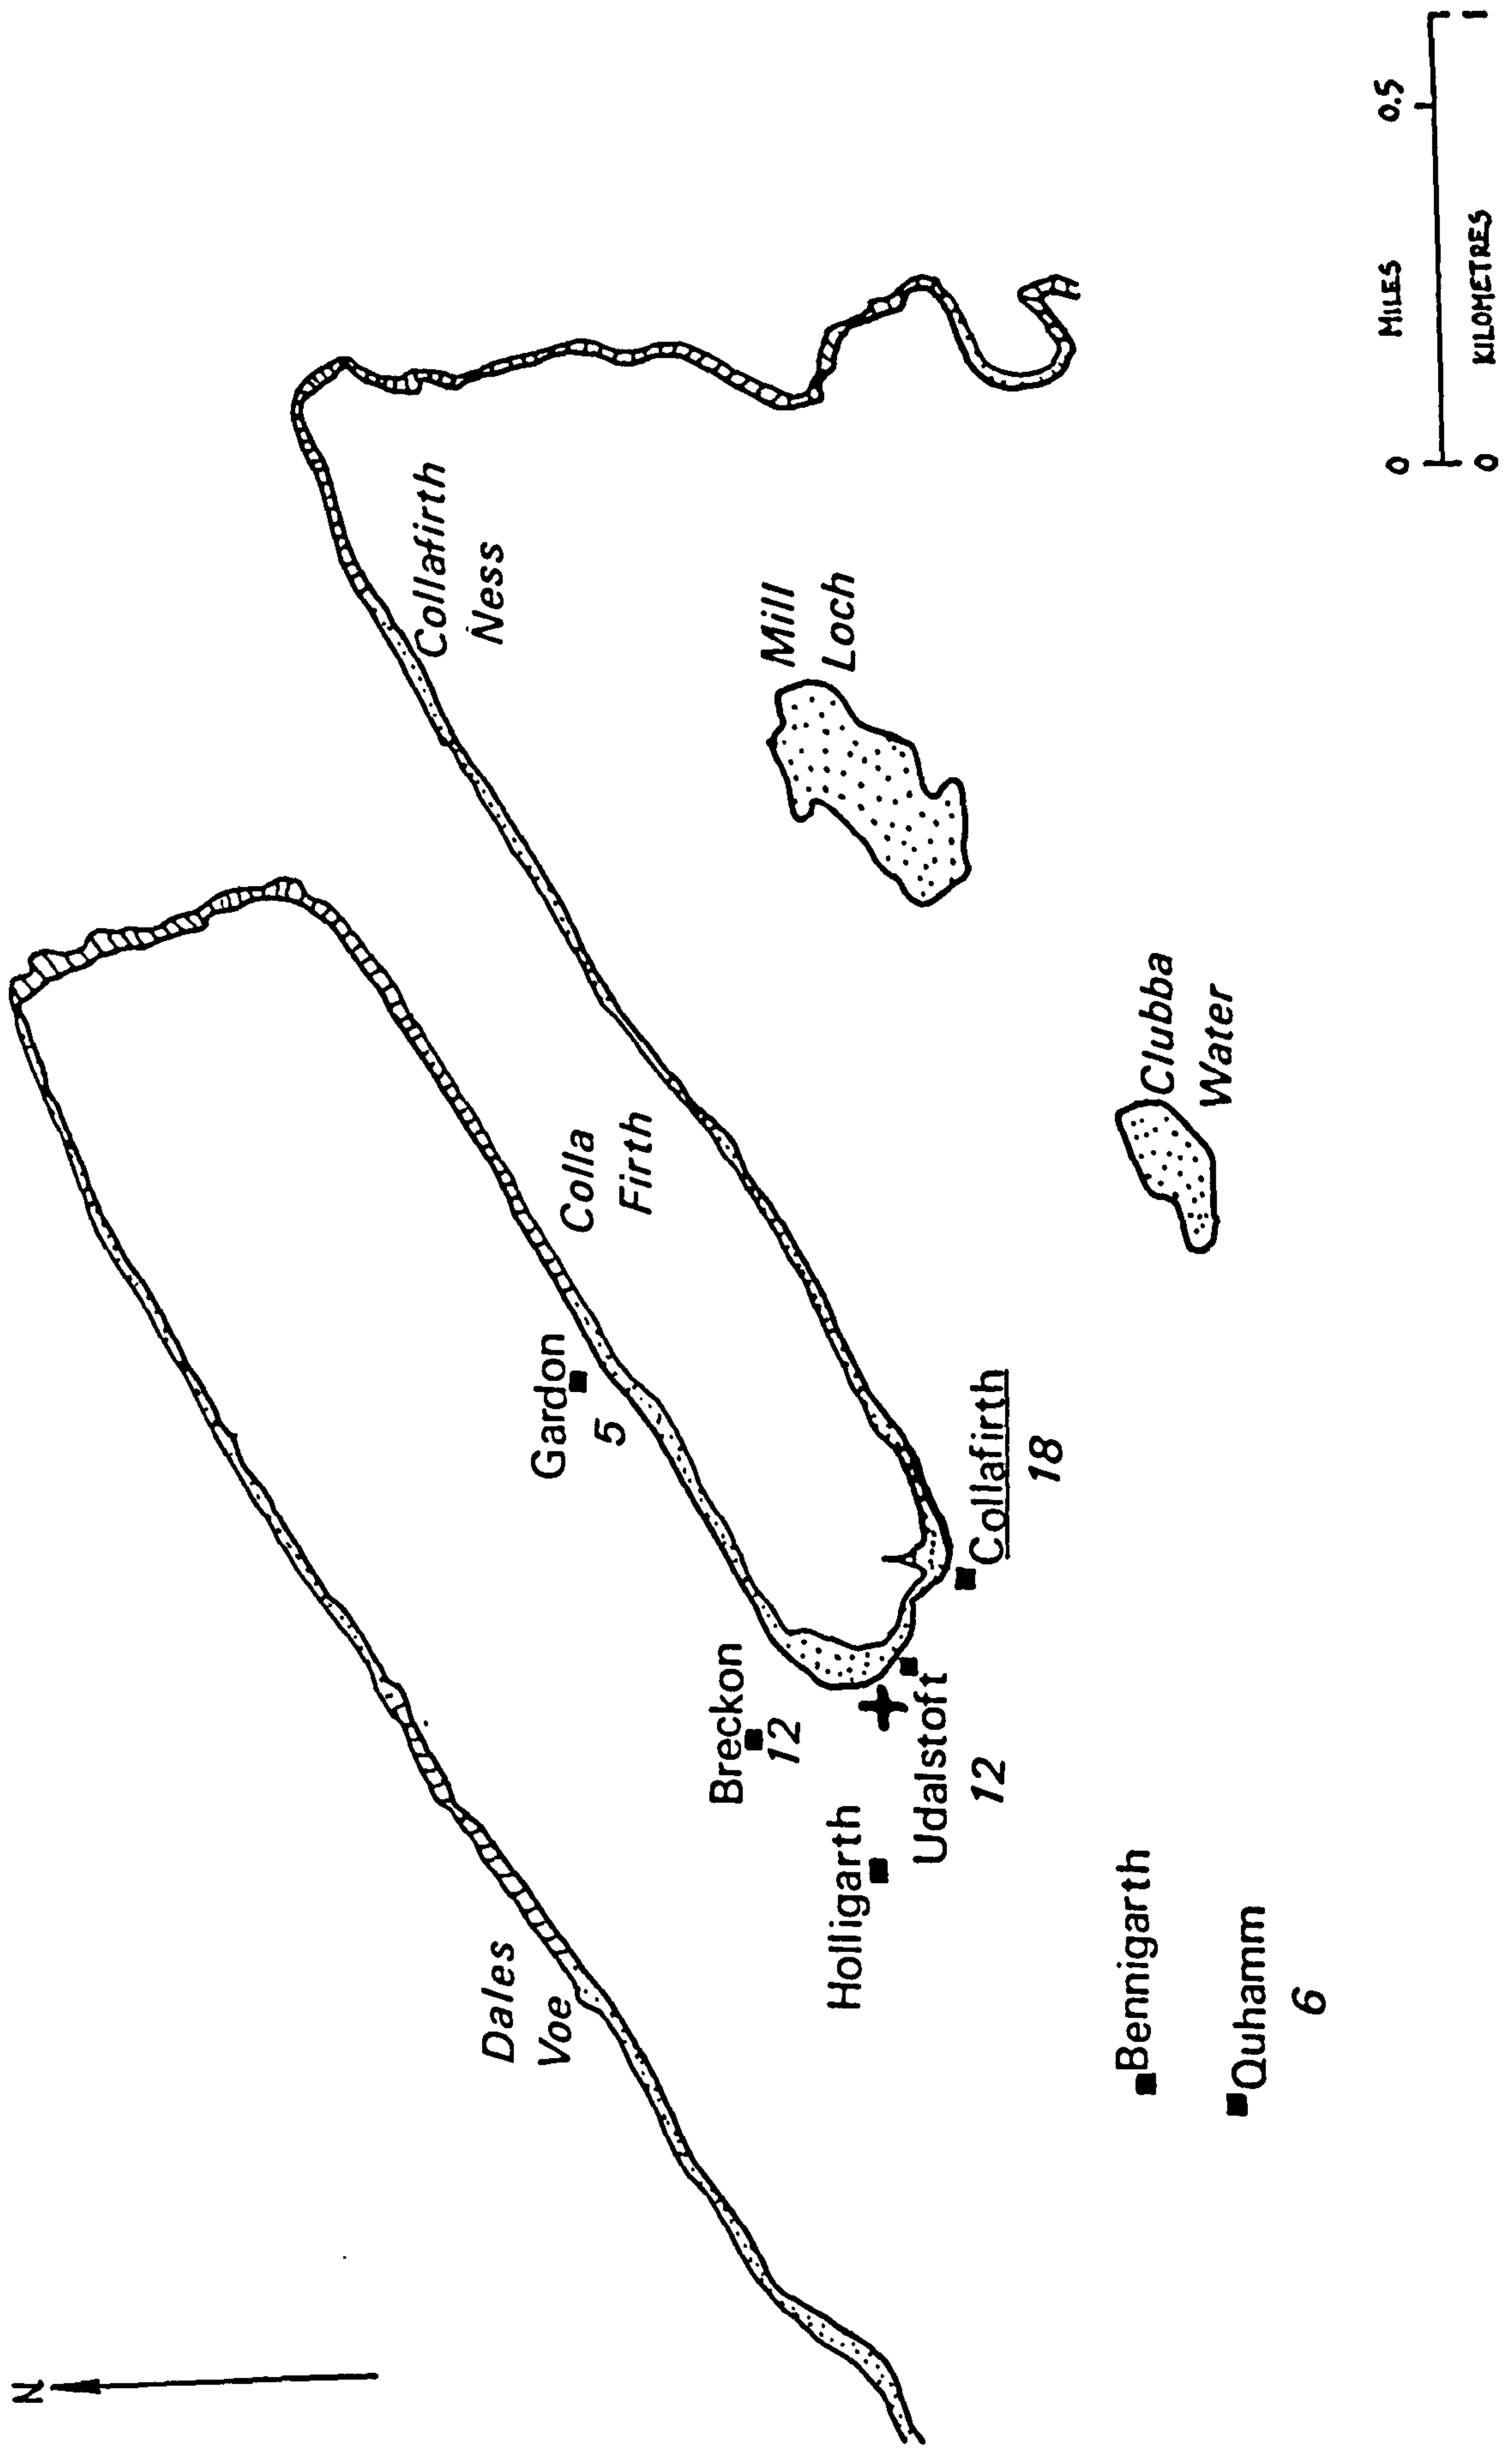 N
Dales
Voe
Colla
Firth
Collafirth
Ness
Gardon
5
Breckon
12
Mill
Loch
Holligarth
Udalstoft
12
Collafirth
18
Clubba
Water
Bennigarth
Quhamm
6
0 MILES 0.5
0 KILOMETRES 1